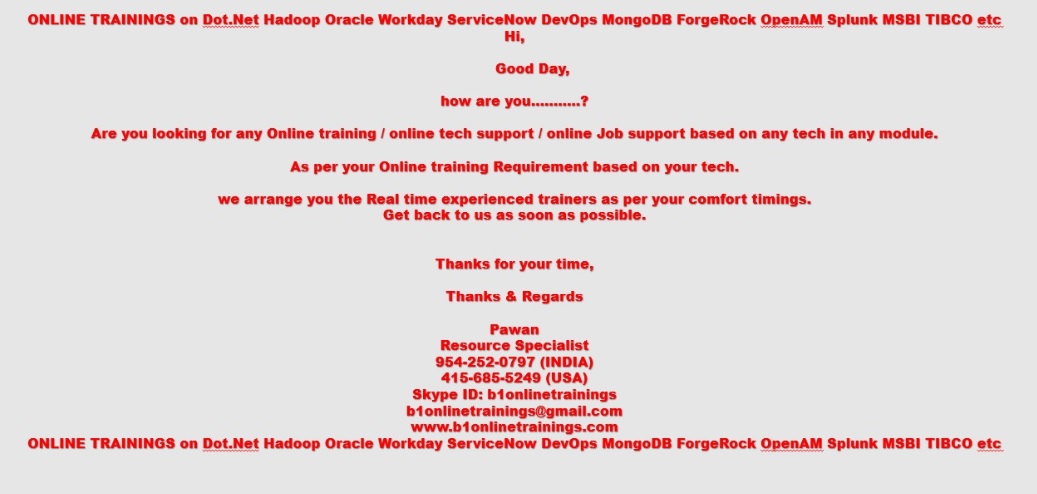 ONLINE TRAININGS on Dot.Net Hadoop Oracle Workday ServiceNow DevOps MongoDB ForgeRock OpenAM Splunk MSBI TIBCO etc
Hi,
Good Day,
how are you...........?
Are you looking for any Online training / online tech support / online Job support based on any tech in any module.
As per your Online training Requirement based on your tech.
we arrange you the Real time experienced trainers as per your comfort timings.
Get back to us as soon as possible.
Thanks for your time,
Thanks & Regards
Pawan
Resource Specialist
954-252-0797 (INDIA)
415-685-5249 (USA)
Skype ID: b1onlinetrainings
b1onlinetrainings@gmail.com
www.b1onlinetrainings.com
ONLINE TRAININGS on Dot.Net Hadoop Oracle Workday ServiceNow DevOps MongoDB ForgeRock OpenAM Splunk MSBI TIBCO etc